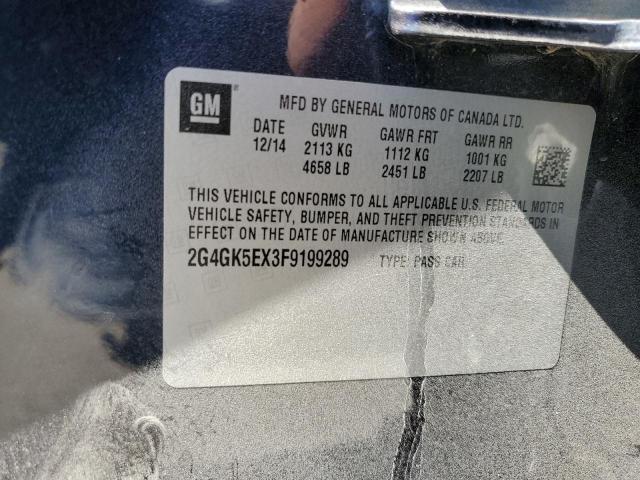 GM
MFD BY GENERAL MOTORS OF CANADA LTD.
DATE GVWR GAWR FRT GAWR RR
12/14 2113 KG 1112 KG 1001 KG
4658 LB 2451 LB 2207 LB
THIS VEHICLE CONFORMS TO ALL APPLICABLE U.S. FEDERAL MOTOR
VEHICLE SAFETY, BUMPER, AND THEFT PREVENTION STANDARDS IN
EFFECT ON THE DATE OF MANUFACTURE SHOWN ABOVE.
2G4GK5EX3F9199289 TYPE: PASS CAR